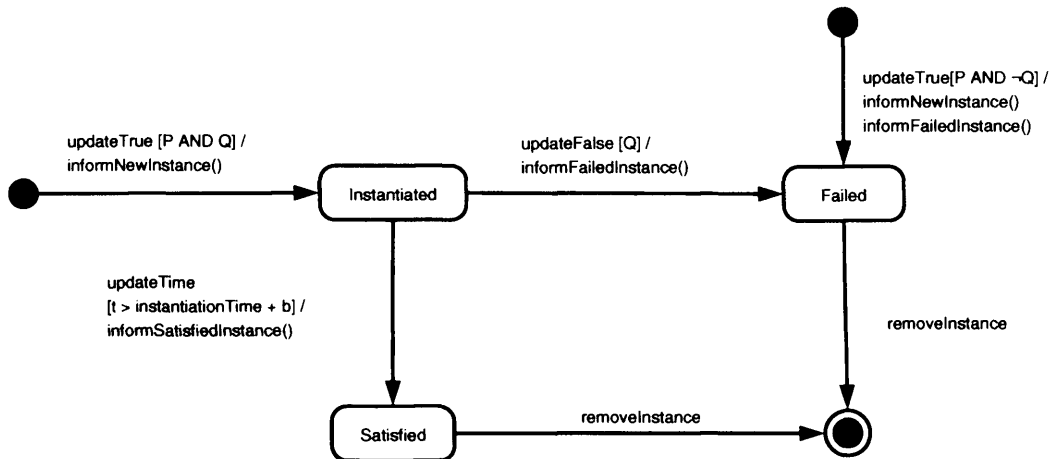 updateTrue[P AND ¬Q] /
informNewInstance()
informFailedInstance()
updateTrue [P AND Q] /
informNewInstance()
updateFalse [Q] /
informFailedInstance()
Instantiated
Failed
updateTime
[t > instantiationTime + b] /
informSatisfiedInstance()
removeInstance
Satisfied
removeInstance